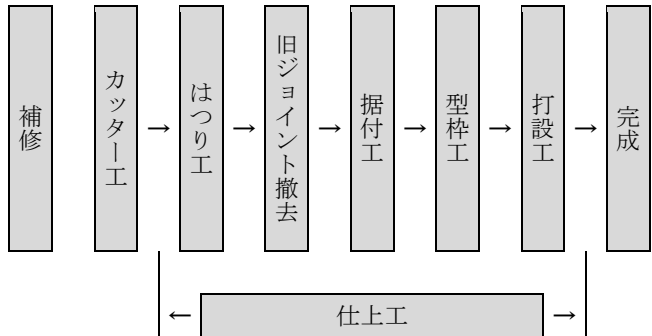 補修
カッター工
→
はつり工
→
旧ジョイント撤去
→
据付工
→
型枠工
→
打設工
→
完成
←
仕上工
→